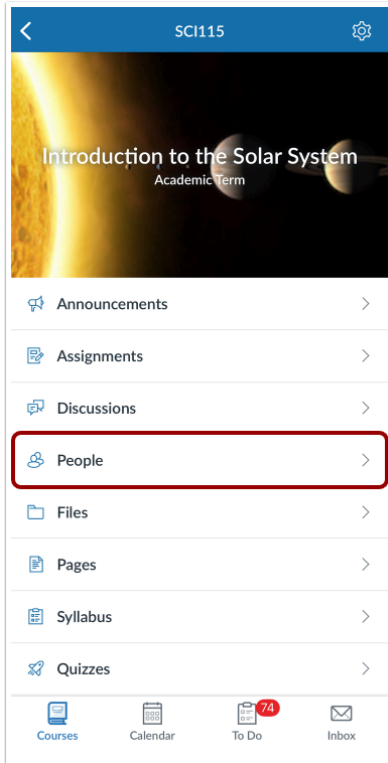 SCI115
Introduction to the Solar System
Academic Term
Announcements
Assignments
Discussions
People
Files
Pages
Syllabus
Quizzes
74
Courses Calendar To Do Inbox